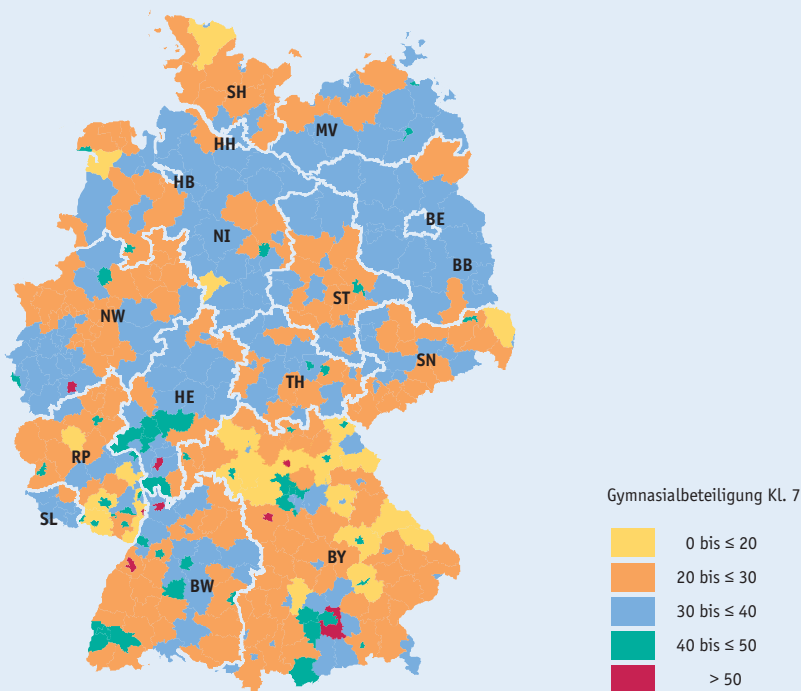 SH
MV
HH
HB
BE
NI
BB
ST
NW
SN
TH
HE
RP
SL
BY
BW
Gymnasialbeteiligung Kl. 7
0 bis ≤ 20
20 bis ≤ 30
30 bis ≤ 40
40 bis ≤ 50
> 50